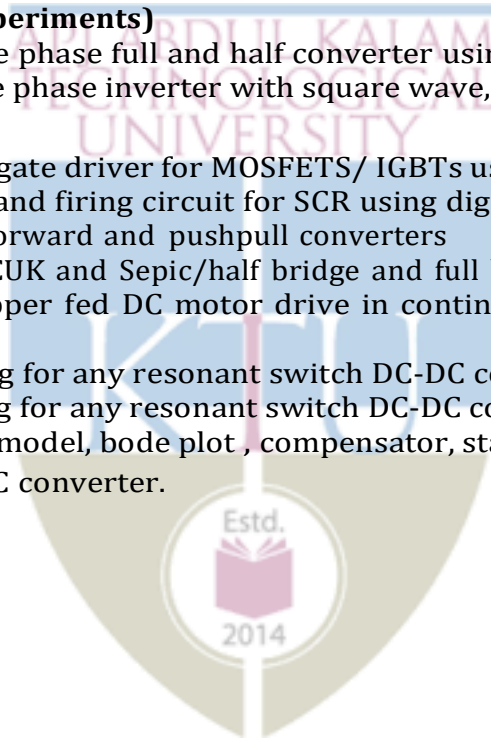 periments)
API ABDUL KALAM
e phase full and half converter usin
TECHNOLOGICAL
e phase inverter with square wave,
UNIVERSITY
gate driver for MOSFETS/ IGBTs us
and firing circuit for SCR using dig
orward and pushpull converters
CUK and Sepic/half bridge and full
pper fed DC motor drive in contin
KTU
g for any resonant switch DC-DC co
g for any resonant switch DC-DC co
model, bode plot , compensator, sta
C converter.
Estd.
2014